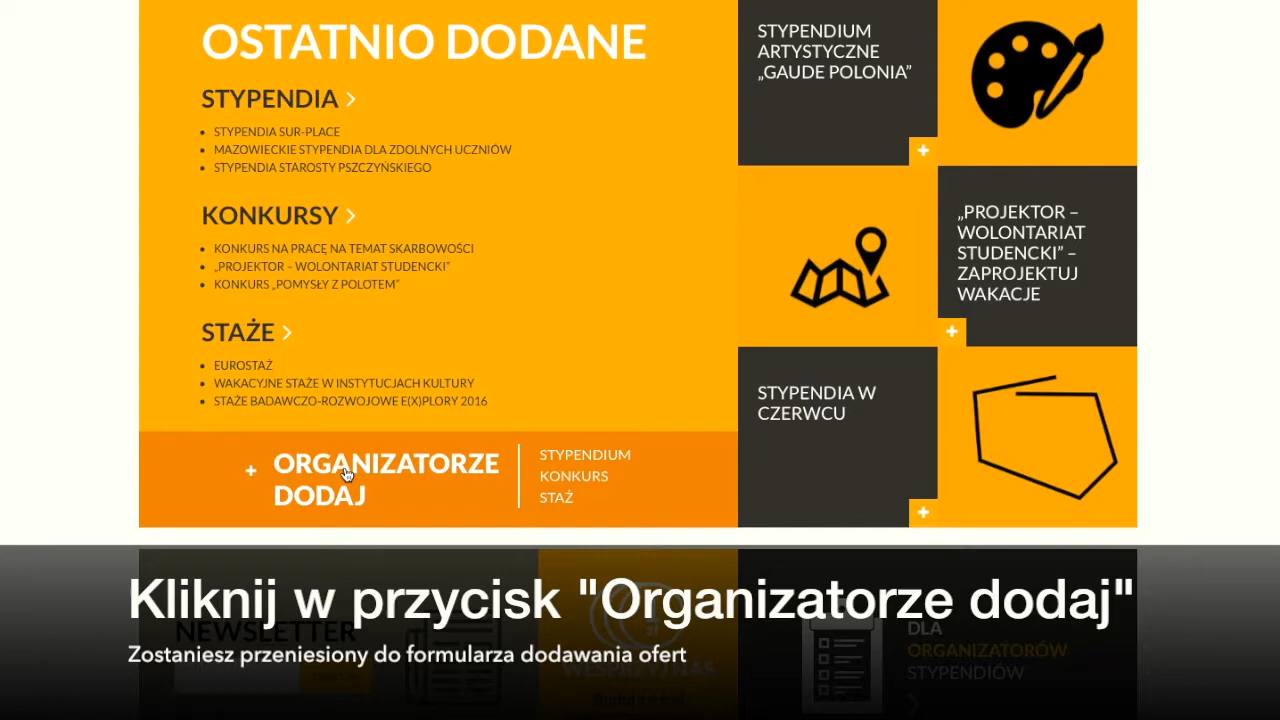 OSTATNIO DODANE
STYPENDIA
STYPENDIA SUR-PLACE
MAZOWIECKIE STYPENDIA DLA ZDOLNYCH UCZNIÓW
STYPENDIA STAROSTY PSZCZYŃSKIEGO
KONKURSY
KONKURS NA PRACĘ NA TEMAT SKARBOWOŚCI
„PROJEKTOR – WOLONTARIAT STUDENCKI”
KONKURS „POMYSŁY Z POLOTEM”
STAŻE
EUROSTAŻ
WAKACYJNE STAŻE W INSTYTUCJACH KULTURY
STAŻE BADAWCZO-ROZWOJOWE E(X)PLORY 2016
+ ORGANIZATORZE
DODAJ
STYPENDIUM
KONKURS
STAŻ
STYPENDIUM
ARTYSTYCZNE
„GAUDE POLONIA”
+
„PROJEKTOR –
WOLONTARIAT
STUDENCKI” –
ZAPROJEKTUJ
WAKACJE
+
STYPENDIA W
CZERWCU
+
Kliknij w przycisk "Organizatorze dodaj"
Zostaniesz przeniesiony do formularza dodawania ofert
NEWSLETTER
DLA
ORGANIZATORÓW
STYPENDIÓW